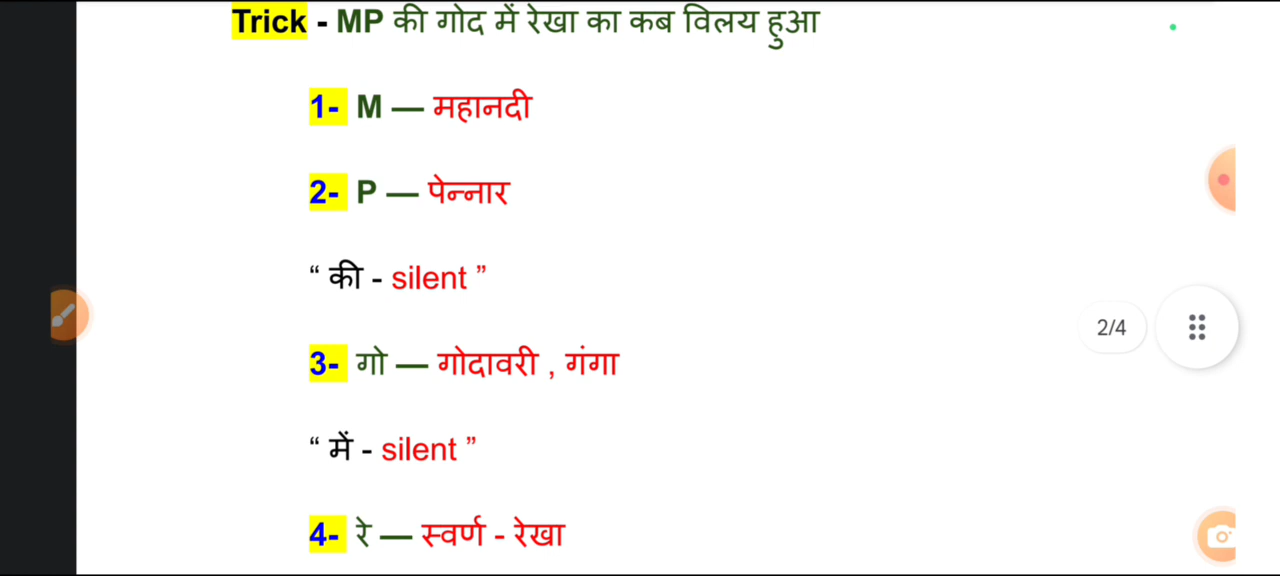 Trick - MP की गोद में रेखा का कब विलय हुआ
1- M — महानदी
2- P — पेन्नार
“ की - silent ”
3- गो — गोदावरी , गंगा
2/4
“ में - silent ”
4- रे — स्वर्ण - रेखा